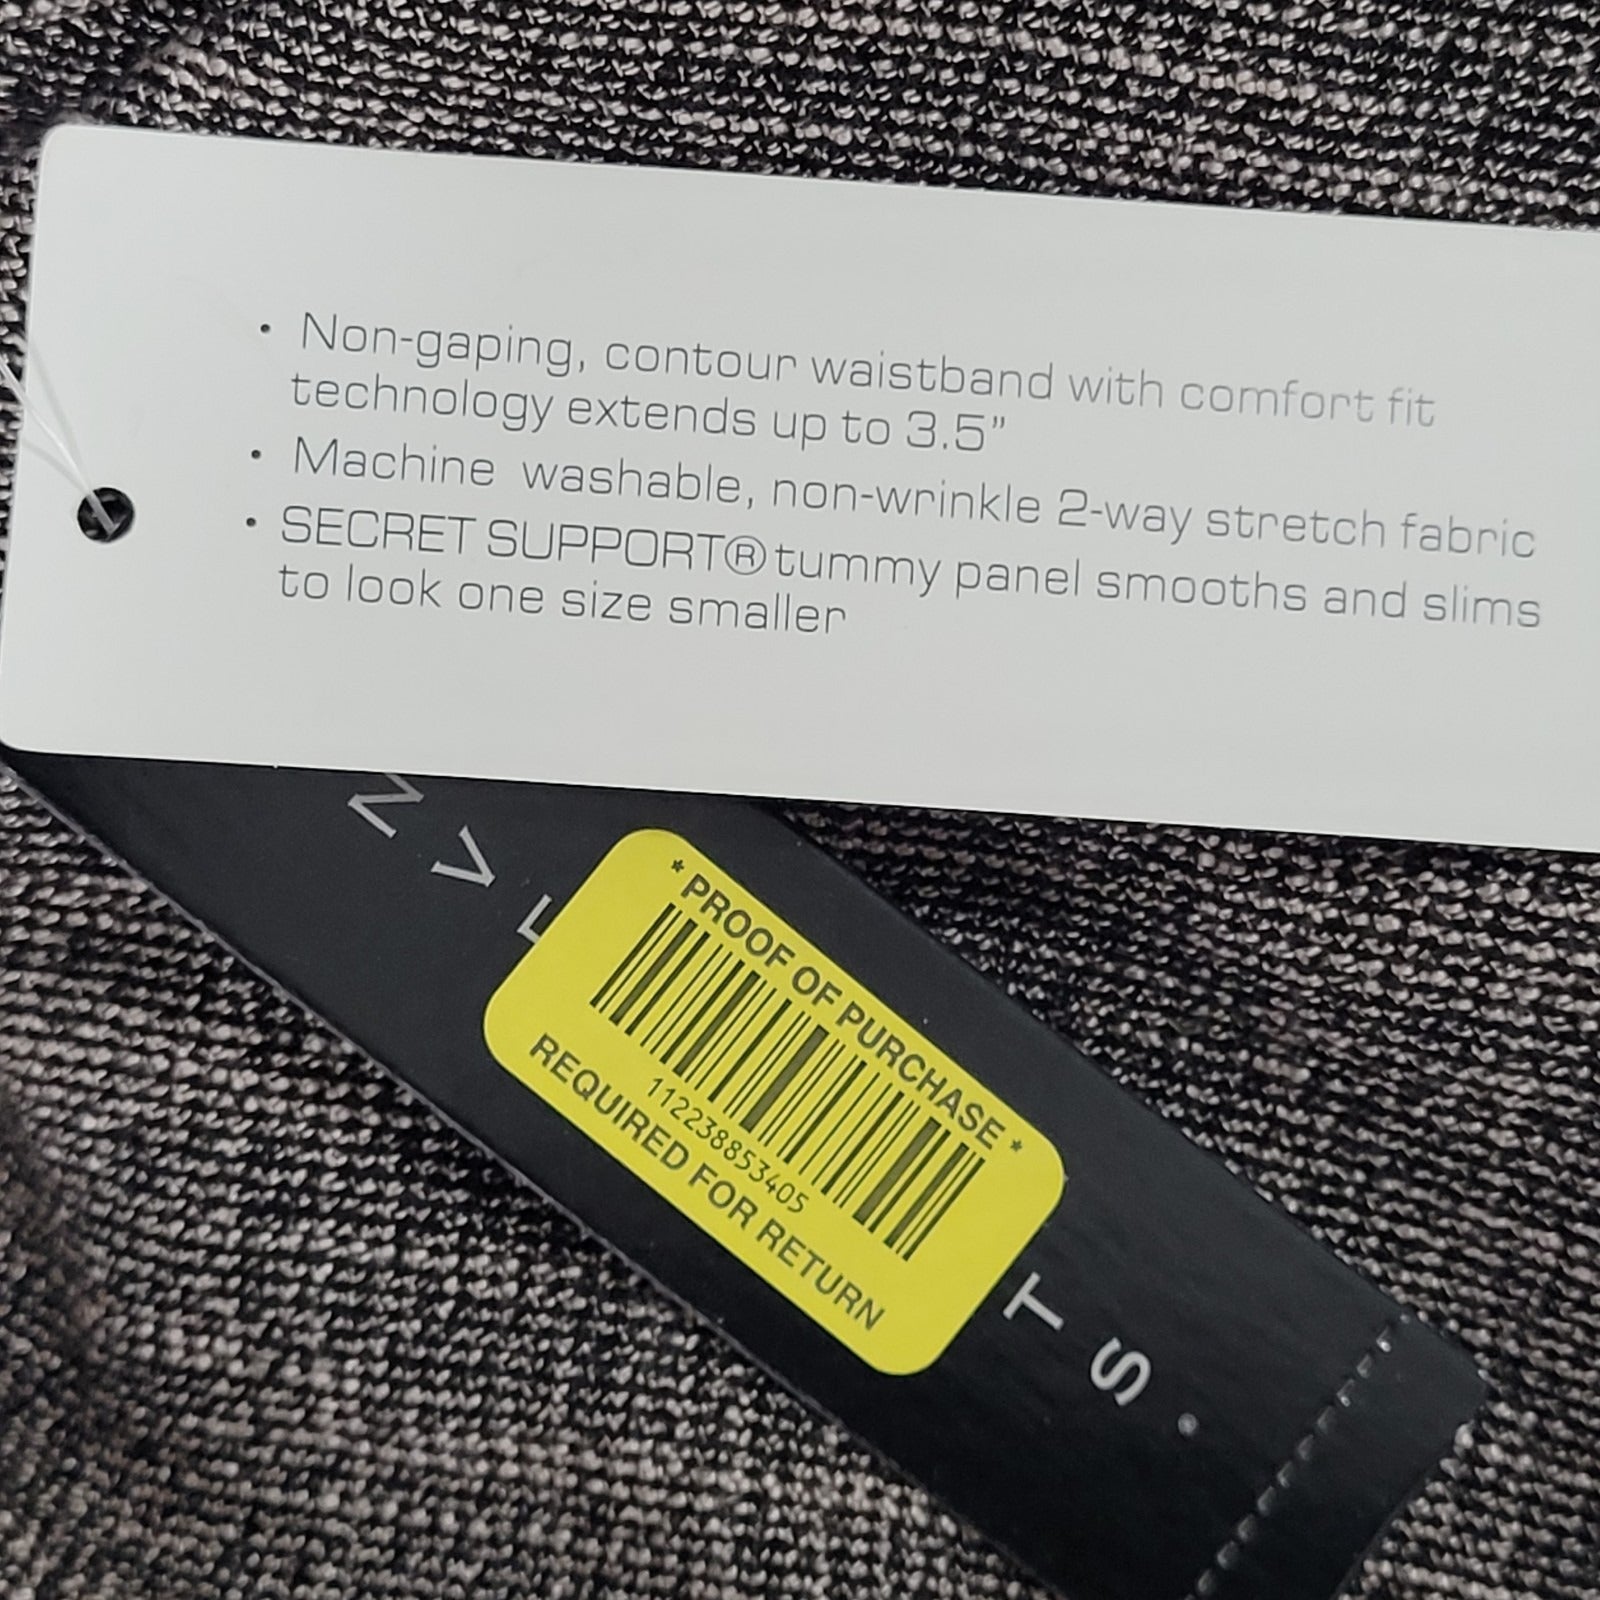 • Non-gaping, contour waistband with comfort fit
technology extends up to 3.5”
• Machine washable, non-wrinkle 2-way stretch fabric
• SECRET SUPPORT® tummy panel smooths and slims
to look one size smaller
* PROOF OF PURCHASE *
112238853405
REQUIRED FOR RETURN